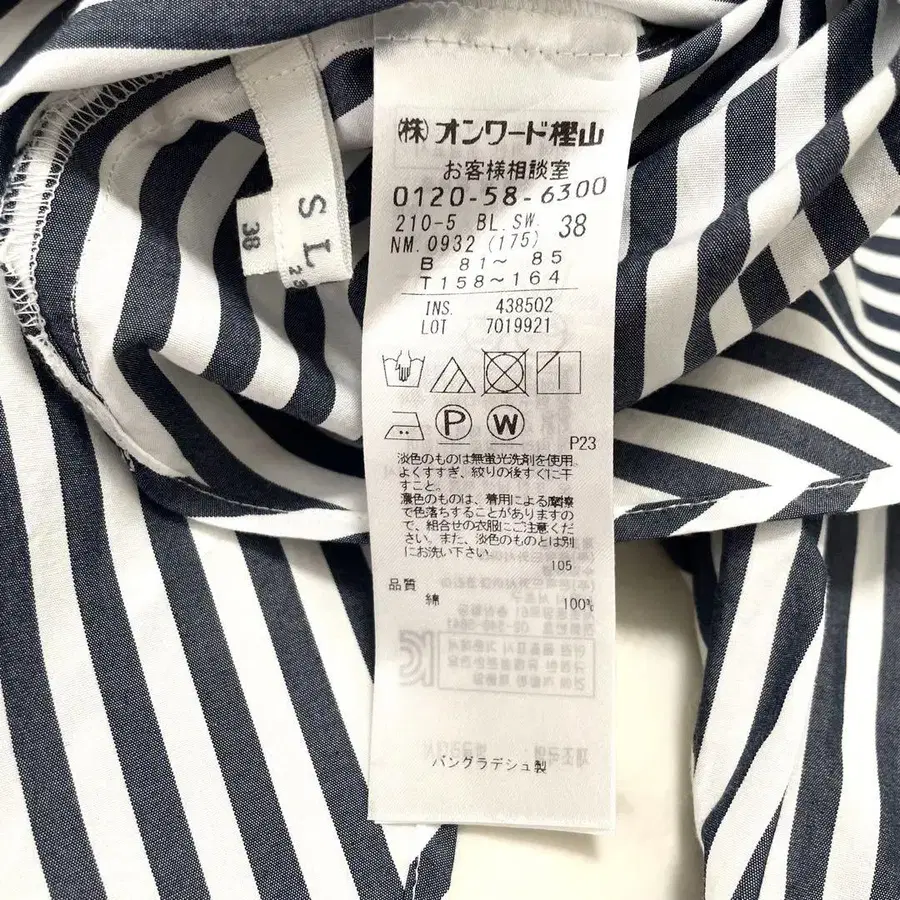 (株)オンワード樫山
お客様相談室
0120-58-6300
210-5 BL.SW. 38
NM.0932 (175)
B 81~ 85
T158~164
INS. 438502
LOT 7019921
P W
P23
淡色のものは無蛍光洗剤を使用
よくすすぎ、絞りの後すぐに干
すこと。
濃色のものは、着用による摩擦
で色落ちすることがありますの
で、組合せの衣服にご注意くだ
さい。また、淡色のものとは別
にお洗い下さい。
105
品質
綿 100%
バングラデシュ製
S L
38